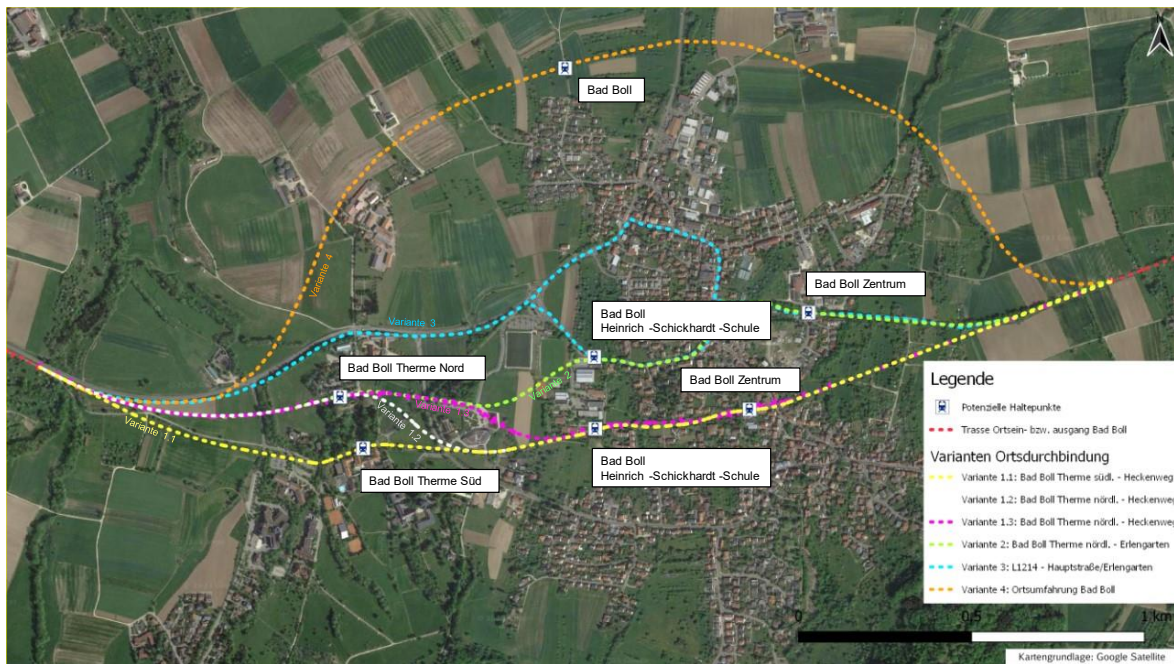 N
Bad Boll
Variante 4
Bad Boll Zentrum
Variante 3
Bad Boll
Heinrich -Schickhardt-Schule
Bad Boll Therme Nord
Variante 2
Bad Boll Zentrum
Variante
Variante 1.2
Variante 1.1
Bad Boll Therme Süd
Bad Boll
Heinrich -Schickhardt-Schule
Legende
Potenzielle Haltepunkte
Trasse Ortsein- bzw. ausgang Bad Boll
Varianten Ortsdurchbindung
Variante 1.1: Bad Boll Therme südl. - Heckenweg
Variante 1.2: Bad Boll Therme nördl. - Heckenweg
Variante 1.3: Bad Boll Therme nördl. - Heckenweg
Variante 2: Bad Boll Therme nördl. - Erlengarten
Variante 3: L1214 - Hauptstraße/Erlengarten
Variante 4: Ortsumfahrung Bad Boll
0 0,5 1 km
Kartengrundlage: Google Satellite